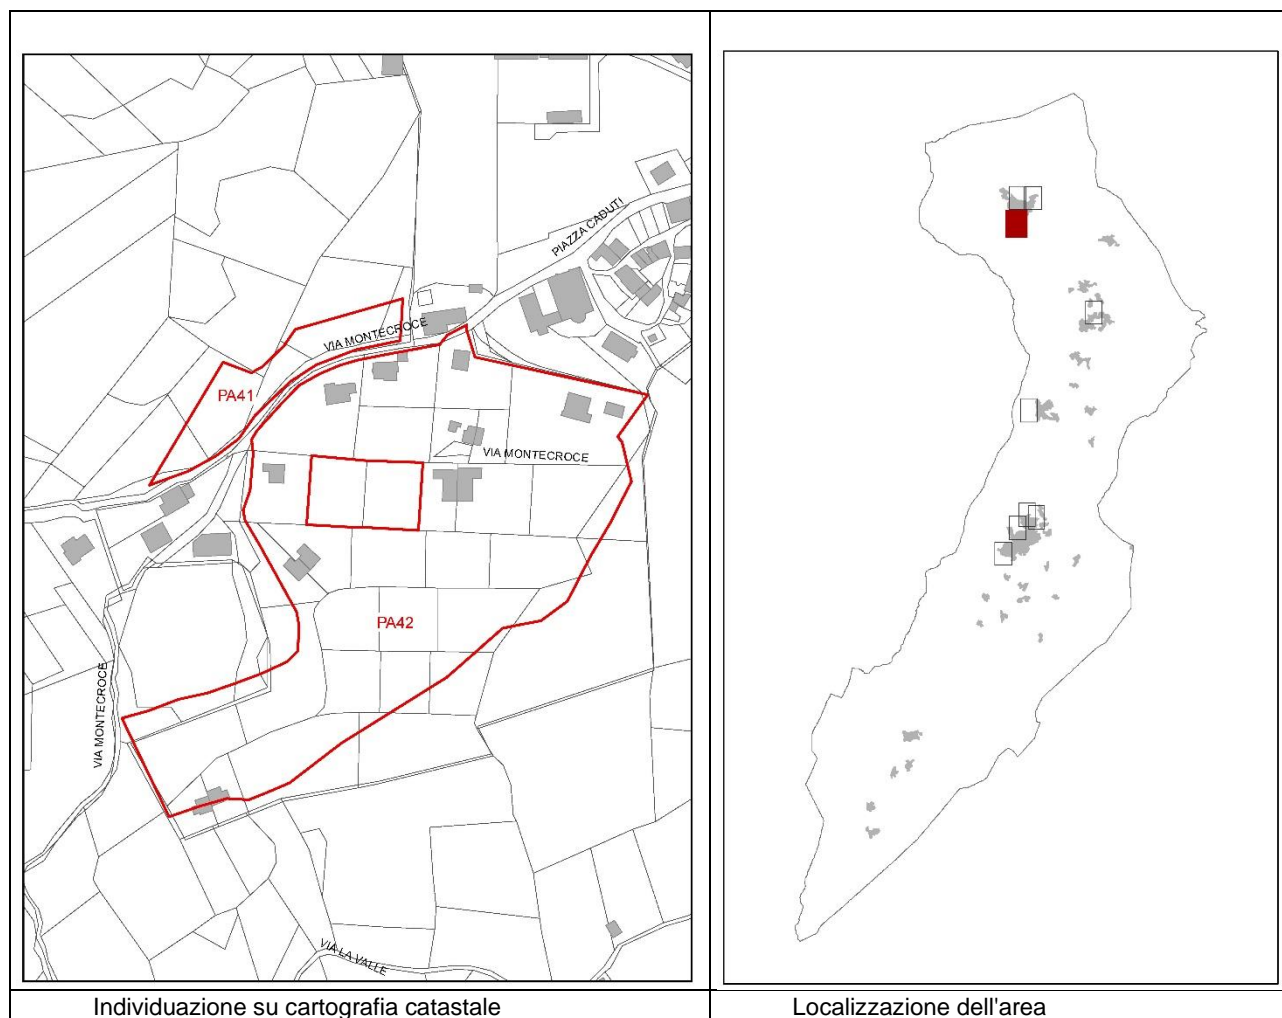 PIAZZA CADUTI
VIA MONTECROCE
PA41
VIA MONTECROCE
PA42
VIA MONTECROCE
VIA LA VALLE
Individuazione su cartografia catastale
Localizzazione dell'area